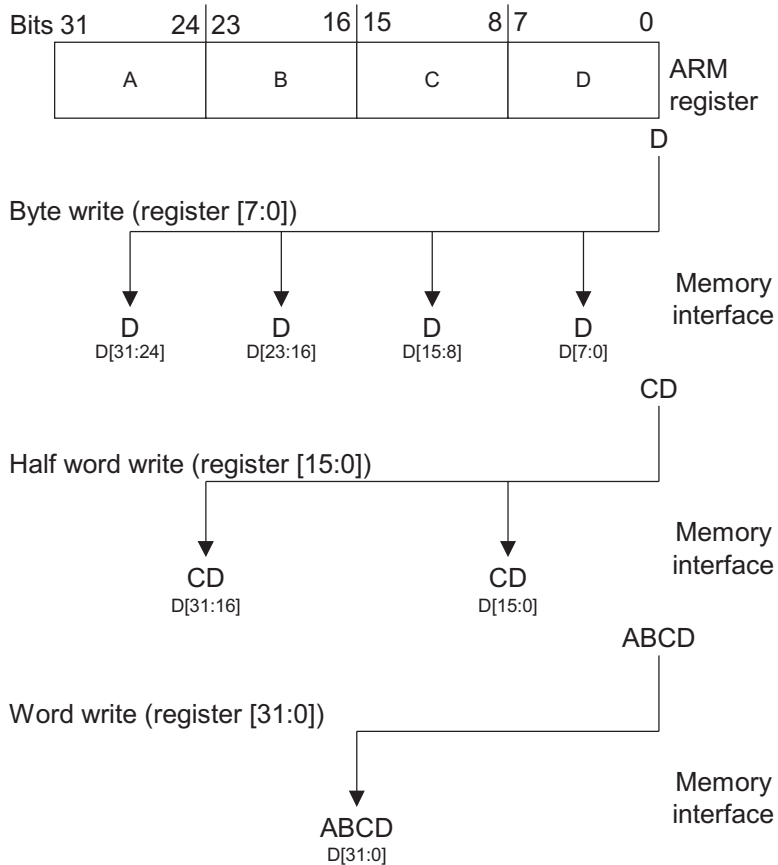 Bits 31 24 23 16 15 8 7 0
A B C D
ARM
register
D
Byte write (register [7:0])
Memory
interface
D D D D
D[31:24] D[23:16] D[15:8] D[7:0]
CD
Half word write (register [15:0])
Memory
interface
CD CD
D[31:16] D[15:0]
ABCD
Word write (register [31:0])
Memory
interface
ABCD
D[31:0]